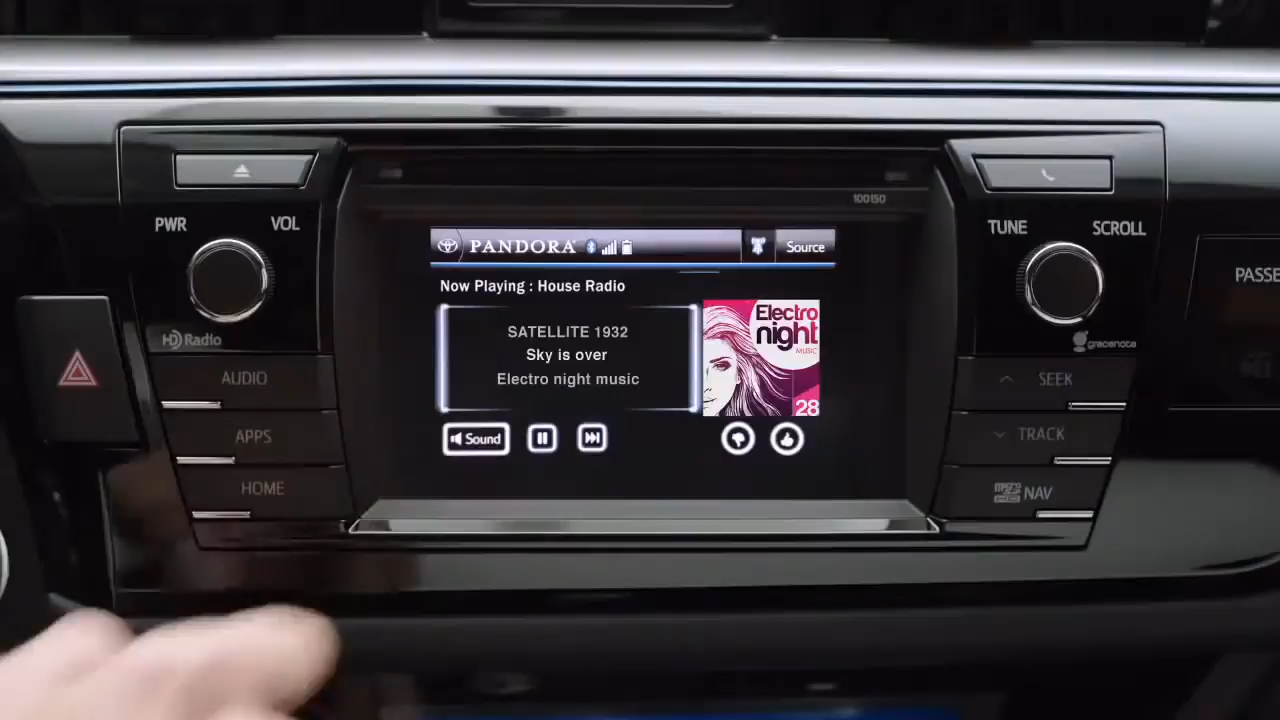 100150
PWR
VOL
TUNE
SCROLL
PANDORA
Source
Now Playing : House Radio
PASSE
SATELLITE 1932
Sky is over
Electro night music
Electro
night
MUSIC
28
HD Radio
gracenote
AUDIO
SEEK
Sound
APPS
TRACK
HOME
micro
NAV